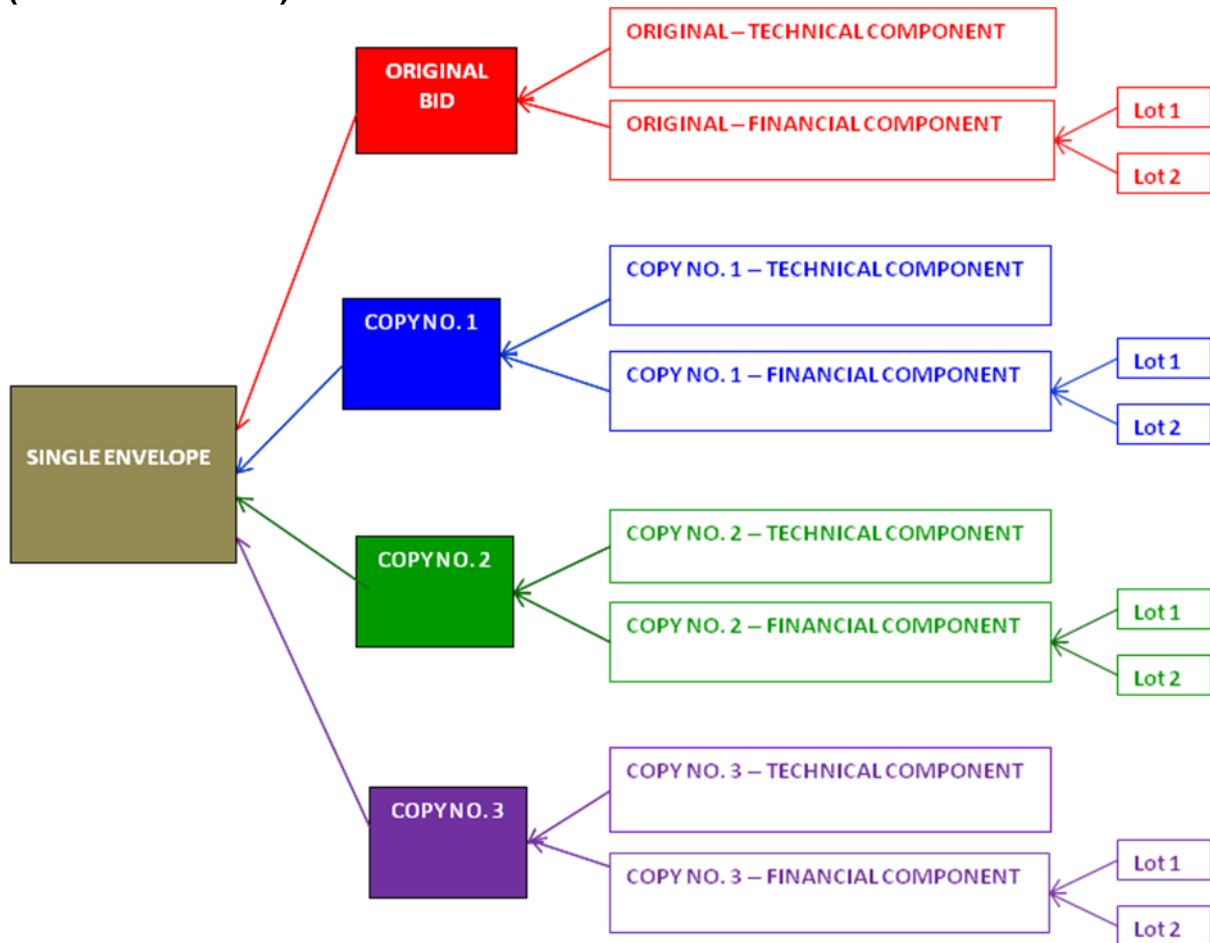 ORIGINAL – TECHNICAL COMPONENT
ORIGINAL
BID
ORIGINAL – FINANCIAL COMPONENT
Lot 1
Lot 2
COPY NO. 1 – TECHNICAL COMPONENT
COPY NO. 1
COPY NO. 1 – FINANCIAL COMPONENT
Lot 1
Lot 2
SINGLE ENVELOPE
COPY NO. 2 – TECHNICAL COMPONENT
COPY NO. 2
COPY NO. 2 – FINANCIAL COMPONENT
Lot 1
Lot 2
COPY NO. 3 – TECHNICAL COMPONENT
COPY NO. 3
COPY NO. 3 – FINANCIAL COMPONENT
Lot 1
Lot 2